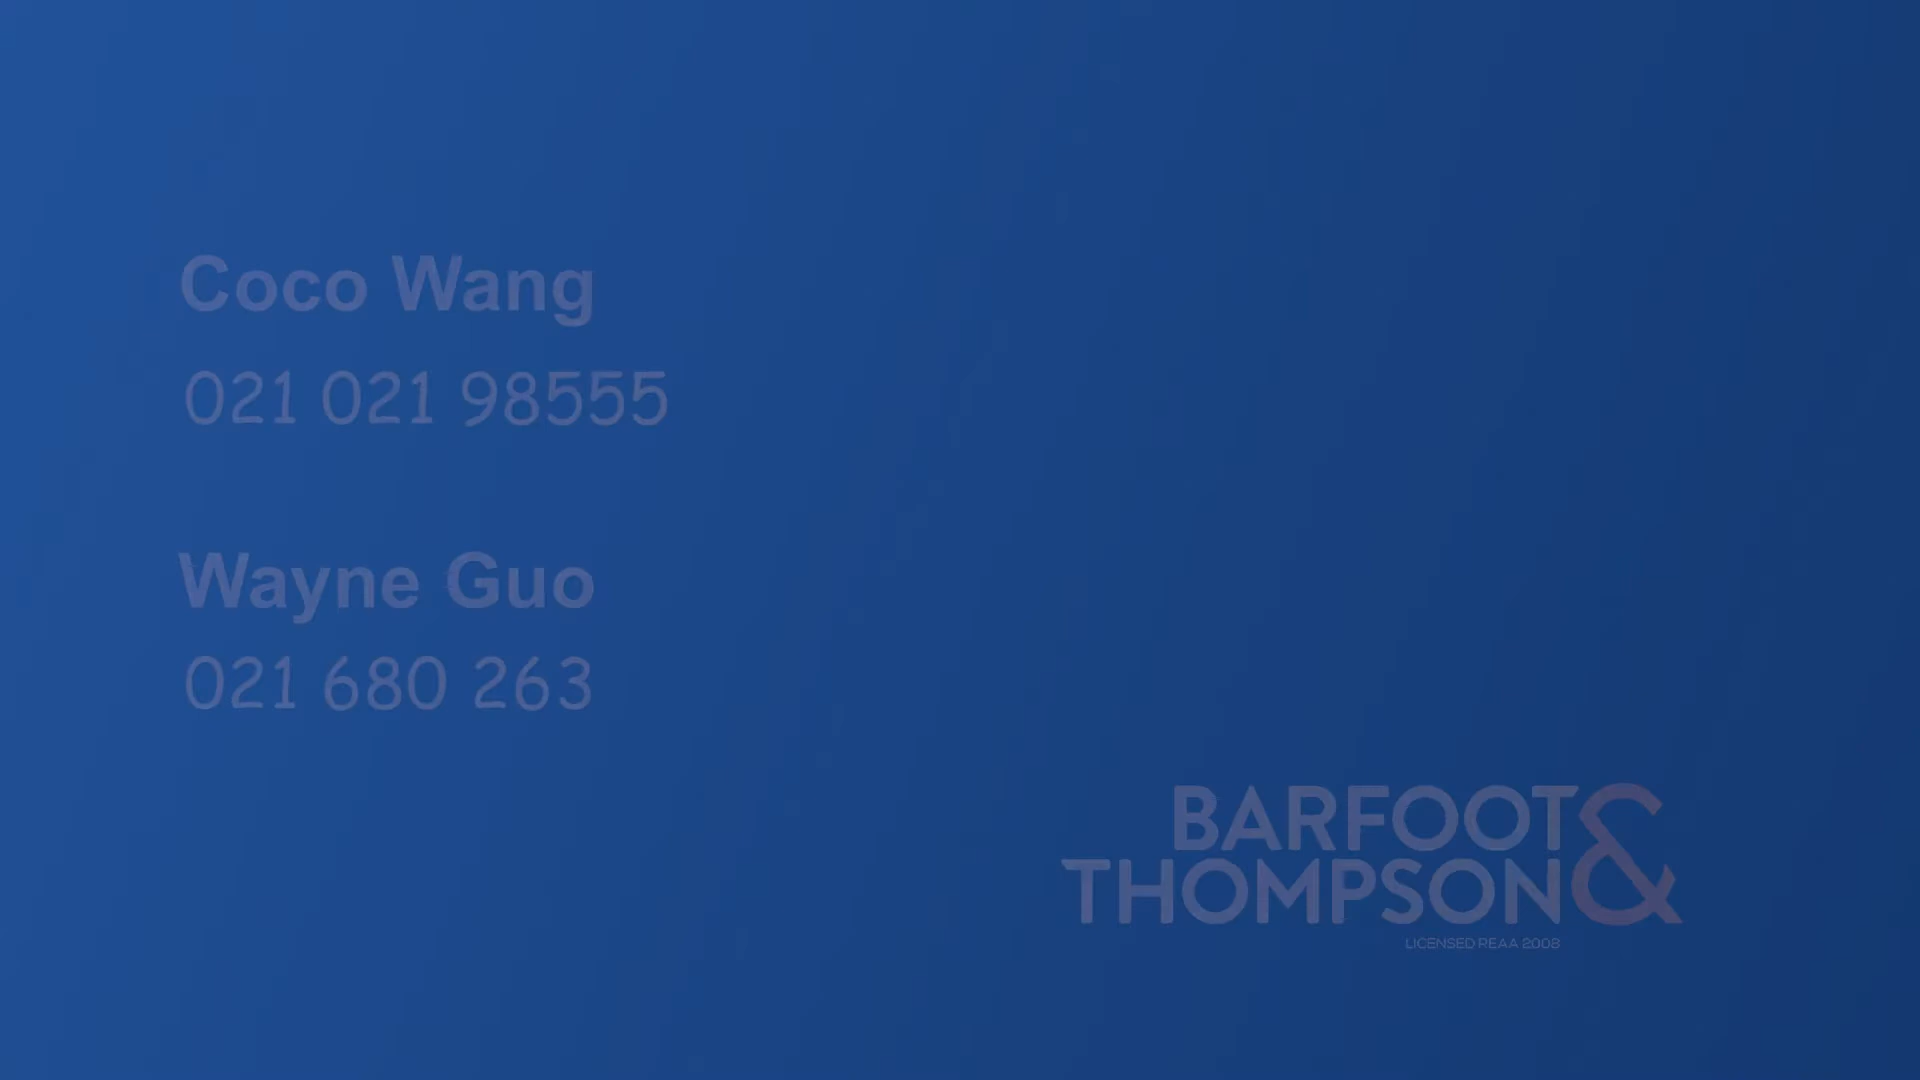 Coco Wang
021 021 98555
Wayne Guo
021 680 263
BARFOOT &
THOMPSON
LICENSED REAA 2008